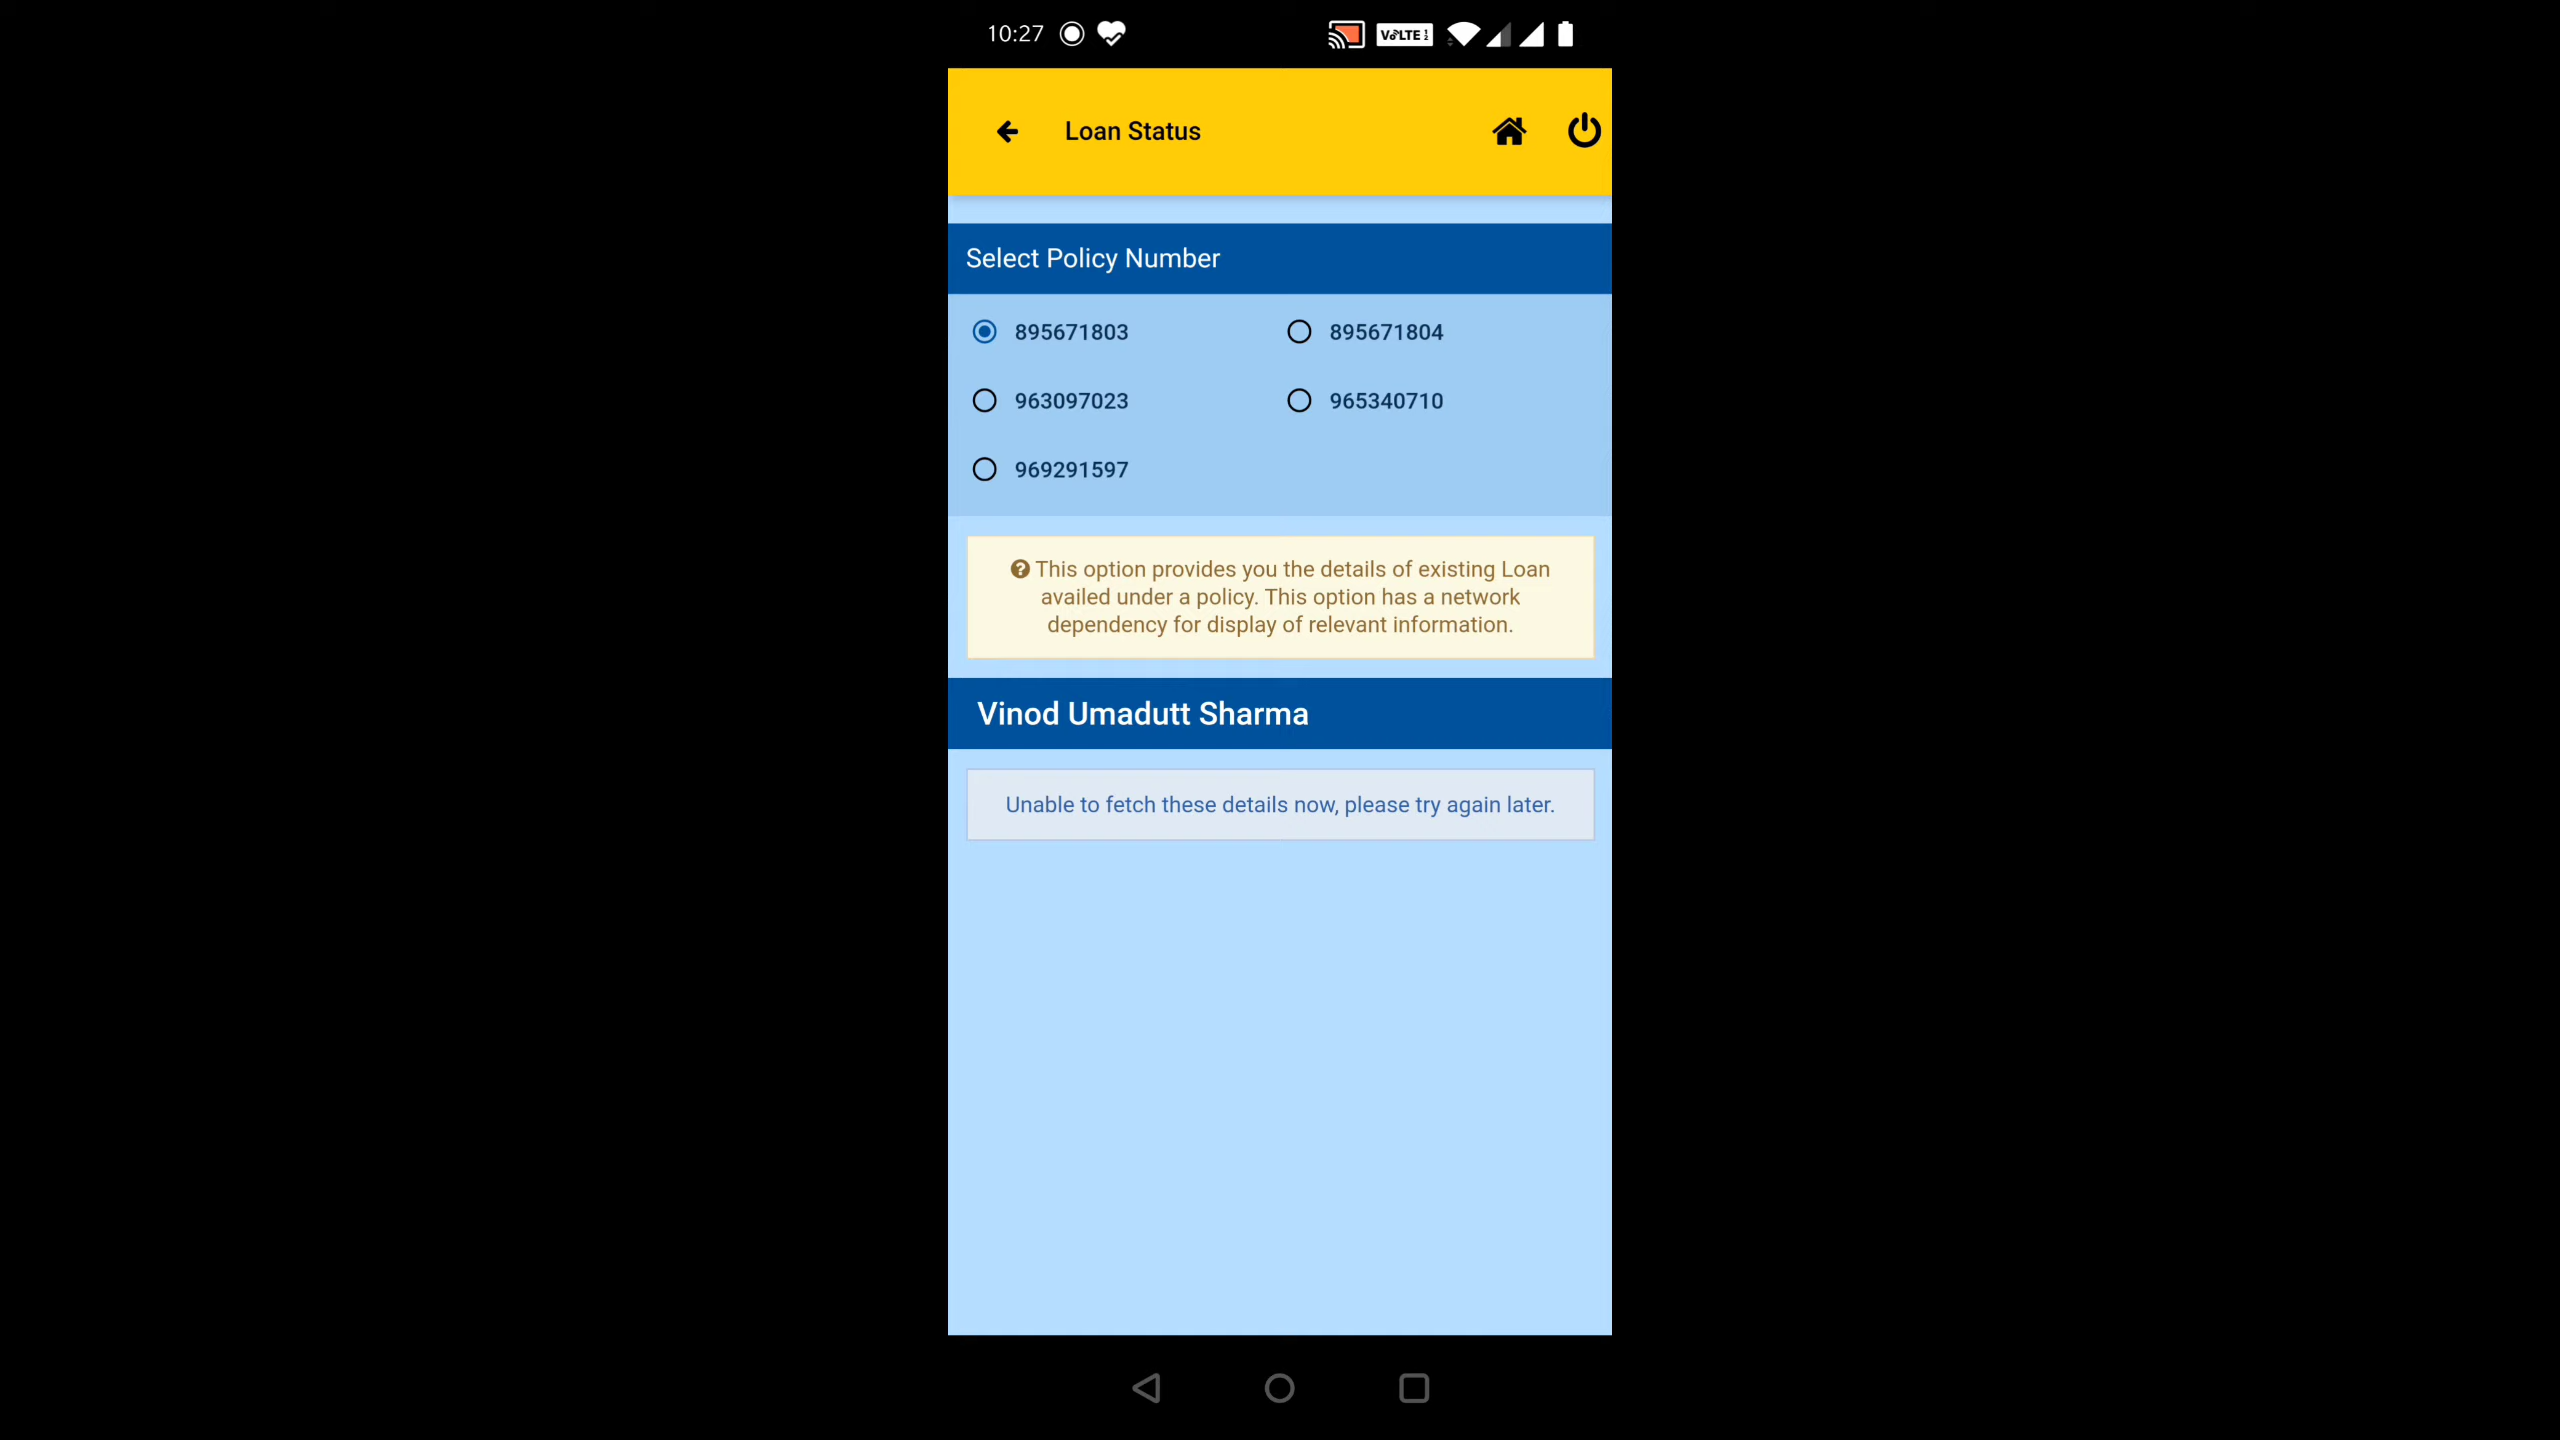 10:27
VoLTE
Loan Status
Select Policy Number
895671803 895671804
963097023 965340710
969291597
This option provides you the details of existing Loan
availed under a policy. This option has a network
dependency for display of relevant information.
Vinod Umadutt Sharma
Unable to fetch these details now, please try again later.